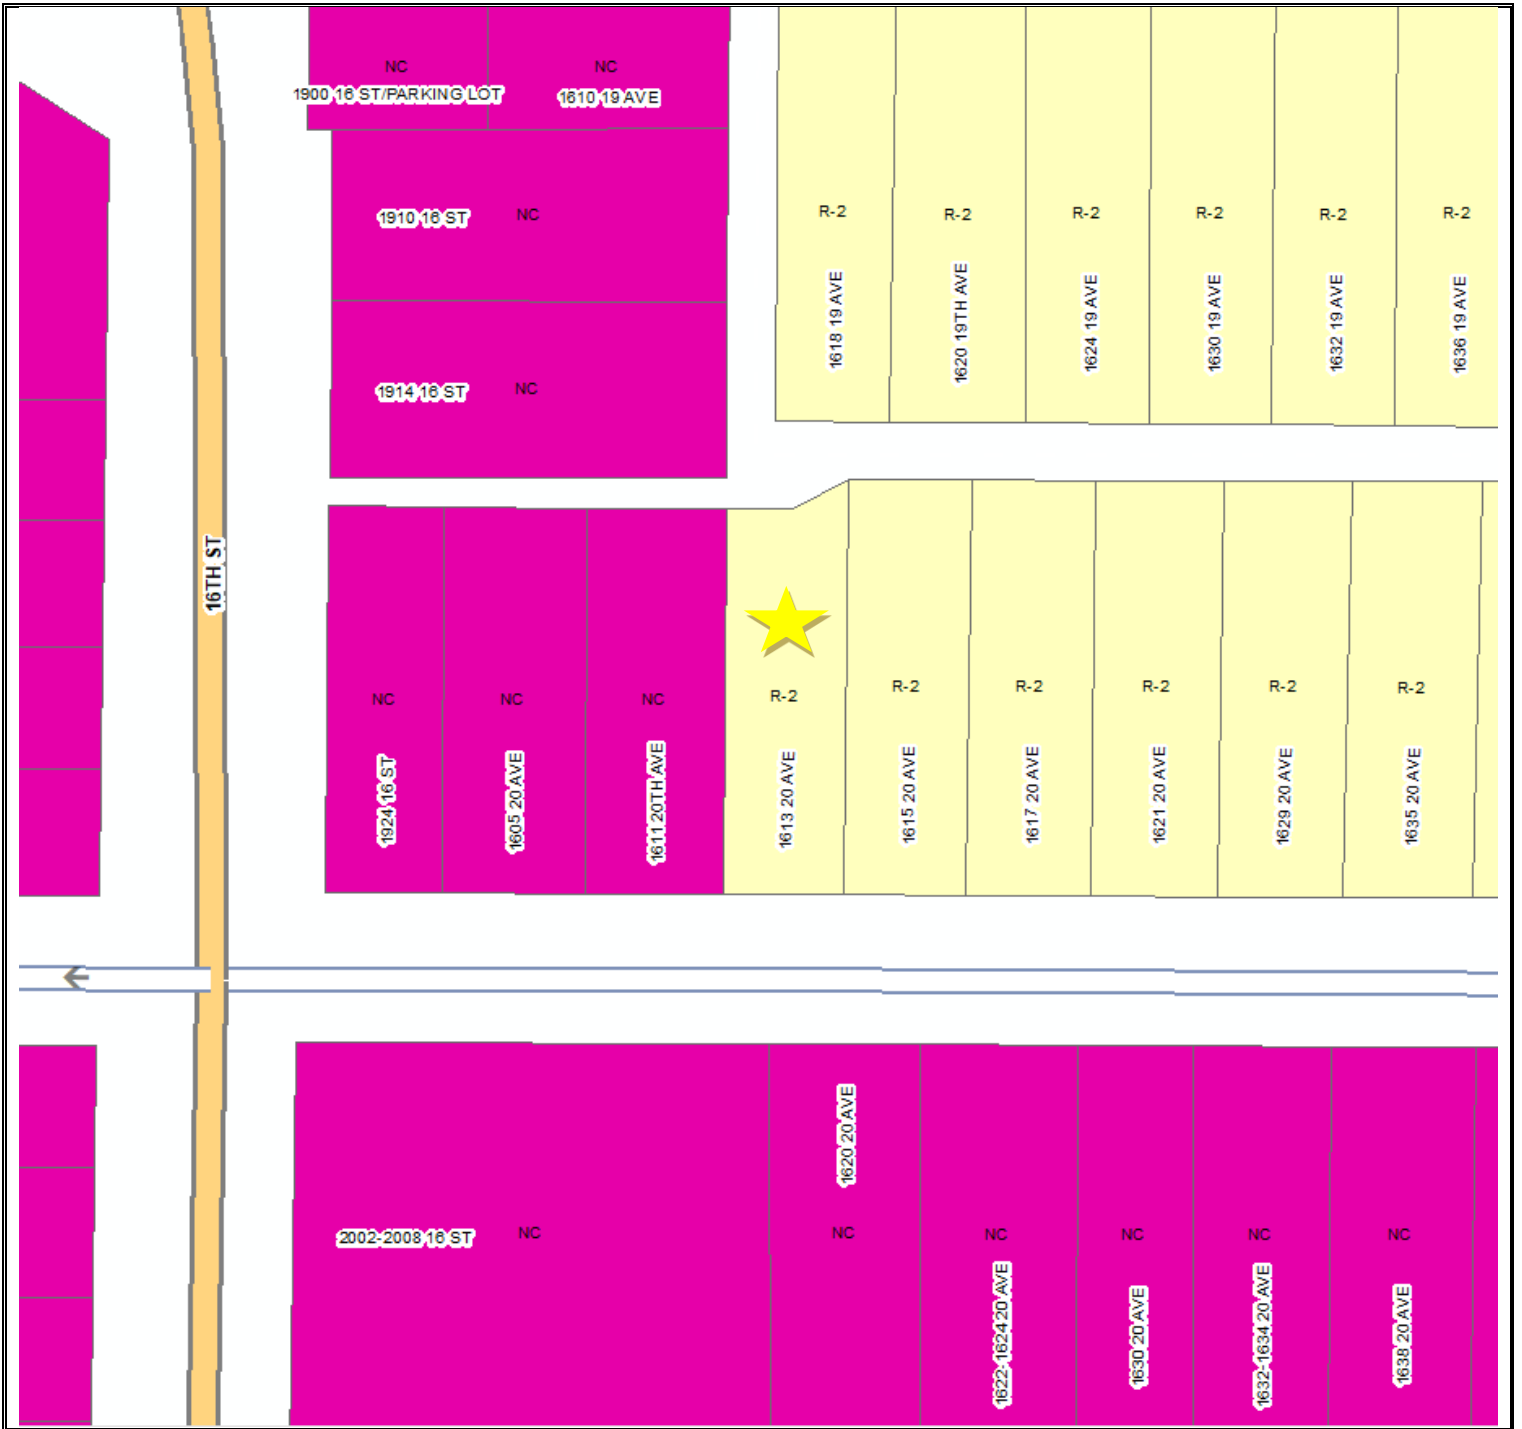 NC
NC
1900 16 ST/PARKING LOT
1610 19 AVE
1910 16 ST
NC
R-2
R-2
R-2
R-2
R-2
R-2
1618 19 AVE
1620 19TH AVE
1624 19 AVE
1630 19 AVE
1632 19 AVE
1636 19 AVE
1914 16 ST
NC
16TH ST
NC
NC
NC
R-2
R-2
R-2
R-2
R-2
R-2
1924 16 ST
1605 20 AVE
1611 20TH AVE
1613 20 AVE
1615 20 AVE
1617 20 AVE
1621 20 AVE
1629 20 AVE
1635 20 AVE
1620 20 AVE
2002-2008 16 ST
NC
NC
NC
NC
NC
NC
1622-1624 20 AVE
1630 20 AVE
1632-1634 20 AVE
1638 20 AVE